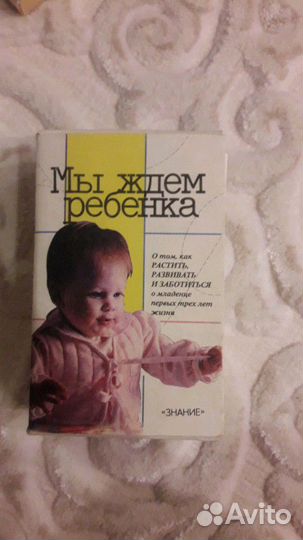 Мы ждем
ребенка
О том, как
РАСТИТЬ,
РАЗВИВАТЬ
И ЗАБОТИТЬСЯ
о младенце
первых трех лет
жизни
«ЗНАНИЕ»
Avito